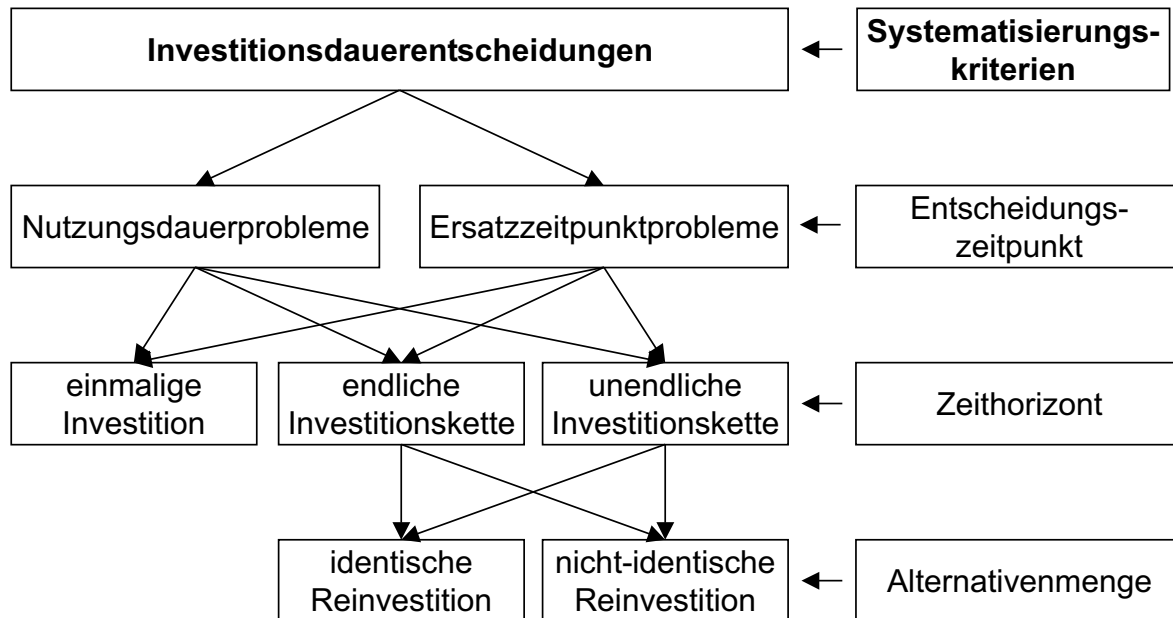 Investitionsdauerentscheidungen
Systematisierungs-
kriterien
Nutzungsdauerprobleme
Ersatzzeitpunktprobleme
Entscheidungs-
zeitpunkt
einmalige
Investition
endliche
Investitionskette
unendliche
Investitionskette
Zeithorizont
identische
Reinvestition
nicht-identische
Reinvestition
Alternativenmenge